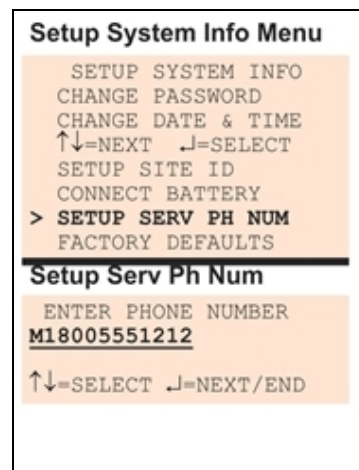 Setup System Info Menu
SETUP SYSTEM INFO
CHANGE PASSWORD
CHANGE DATE & TIME
↑↓=NEXT ↵=SELECT
SETUP SITE ID
CONNECT BATTERY
> SETUP SERV PH NUM
FACTORY DEFAULTS
Setup Serv Ph Num
ENTER PHONE NUMBER
M18005551212
↑↓=SELECT ↵=NEXT/END